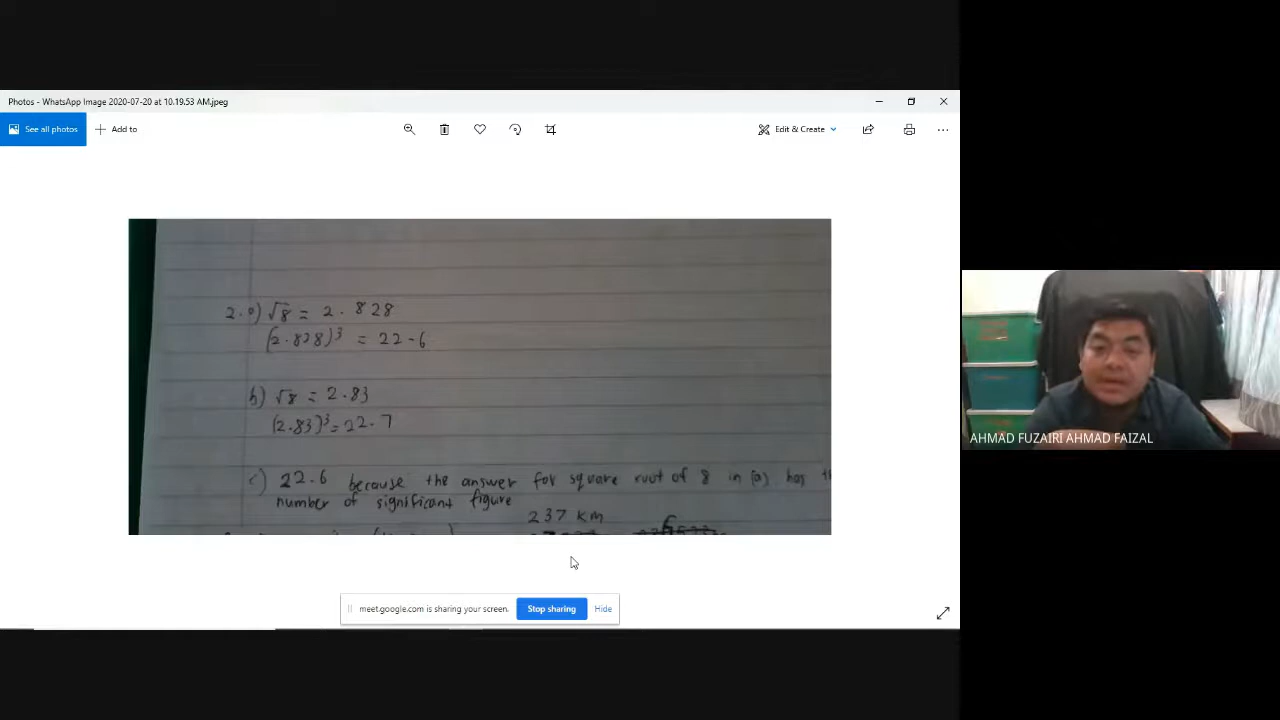 Photos - WhatsApp Image 2020-07-20 at 10.19.53 AM.jpeg
See all photos
Add to
Edit & Create
2.a) √8 = 2.828
(2.828)³ = 22.6
b) √8 = 2.83
(2.83)³ = 22.7
c) 22.6 because the answer for square root of 8 in (a) has
number of significant figure
237 km
AHMAD FUZAIRI AHMAD FAIZAL
meet.google.com is sharing your screen.
Stop sharing
Hide